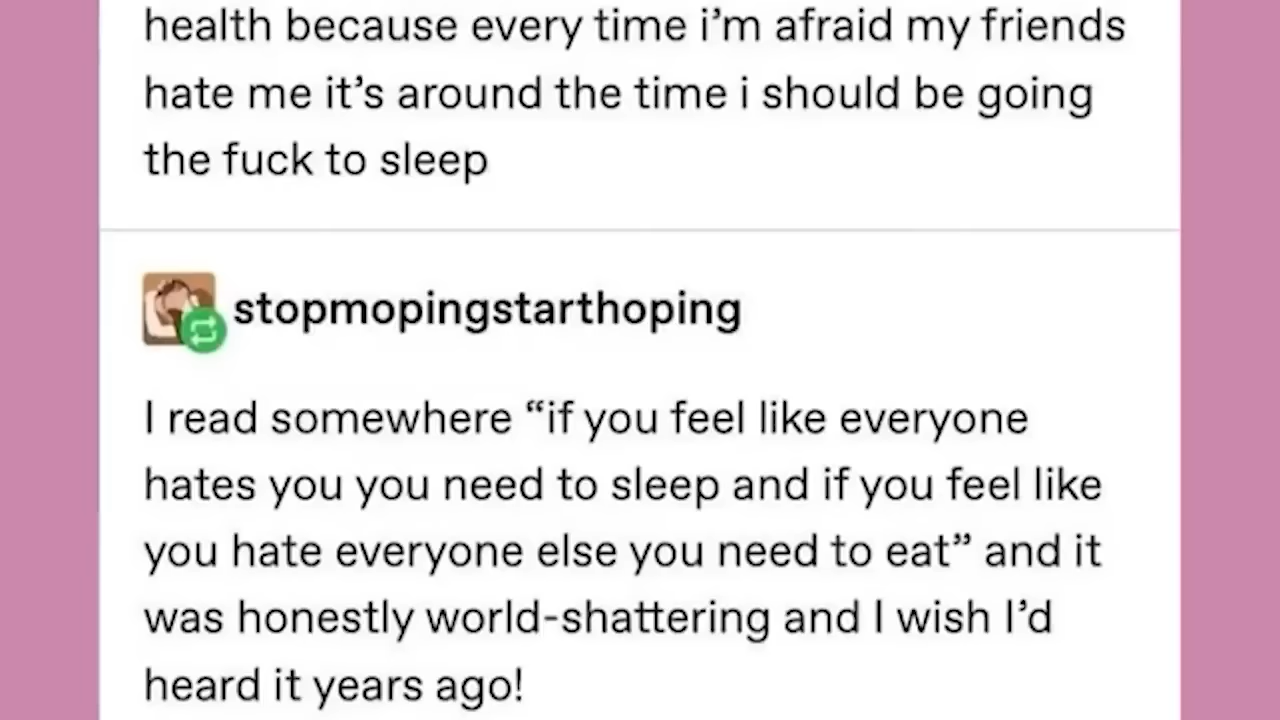 health because every time i’m afraid my friends
hate me it’s around the time i should be going
the fuck to sleep
stopmopingstarthoping
I read somewhere “if you feel like everyone
hates you you need to sleep and if you feel like
you hate everyone else you need to eat” and it
was honestly world-shattering and I wish I’d
heard it years ago!